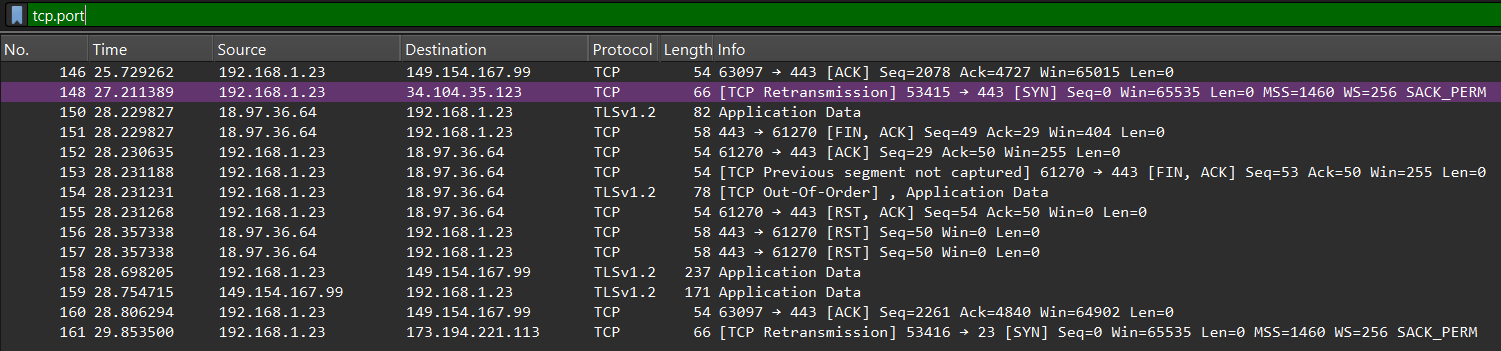 tcp.port
No. Time Source Destination Protocol Length Info
146 25.729262 192.168.1.23 149.154.167.99 TCP 54 63097 → 443 [ACK] Seq=2078 Ack=4727 Win=65015 Len=0
148 27.211389 192.168.1.23 34.104.35.123 TCP 66 [TCP Retransmission] 53415 → 443 [SYN] Seq=0 Win=65535 Len=0 MSS=1460 WS=256 SACK_PERM
150 28.229827 18.97.36.64 192.168.1.23 TLSv1.2 82 Application Data
151 28.229827 18.97.36.64 192.168.1.23 TCP 58 443 → 61270 [FIN, ACK] Seq=49 Ack=29 Win=404 Len=0
152 28.230635 192.168.1.23 18.97.36.64 TCP 54 61270 → 443 [ACK] Seq=29 Ack=50 Win=255 Len=0
153 28.231188 192.168.1.23 18.97.36.64 TCP 54 [TCP Previous segment not captured] 61270 → 443 [FIN, ACK] Seq=53 Ack=50 Win=255 Len=0
154 28.231231 192.168.1.23 18.97.36.64 TLSv1.2 78 [TCP Out-Of-Order] , Application Data
155 28.231268 192.168.1.23 18.97.36.64 TCP 54 61270 → 443 [RST, ACK] Seq=54 Ack=50 Win=0 Len=0
156 28.357338 18.97.36.64 192.168.1.23 TCP 58 443 → 61270 [RST] Seq=50 Win=0 Len=0
157 28.357338 18.97.36.64 192.168.1.23 TCP 58 443 → 61270 [RST] Seq=50 Win=0 Len=0
158 28.698205 192.168.1.23 149.154.167.99 TLSv1.2 237 Application Data
159 28.754715 149.154.167.99 192.168.1.23 TLSv1.2 171 Application Data
160 28.806294 192.168.1.23 149.154.167.99 TCP 54 63097 → 443 [ACK] Seq=2261 Ack=4840 Win=64902 Len=0
161 29.853500 192.168.1.23 173.194.221.113 TCP 66 [TCP Retransmission] 53416 → 23 [SYN] Seq=0 Win=65535 Len=0 MSS=1460 WS=256 SACK_PERM